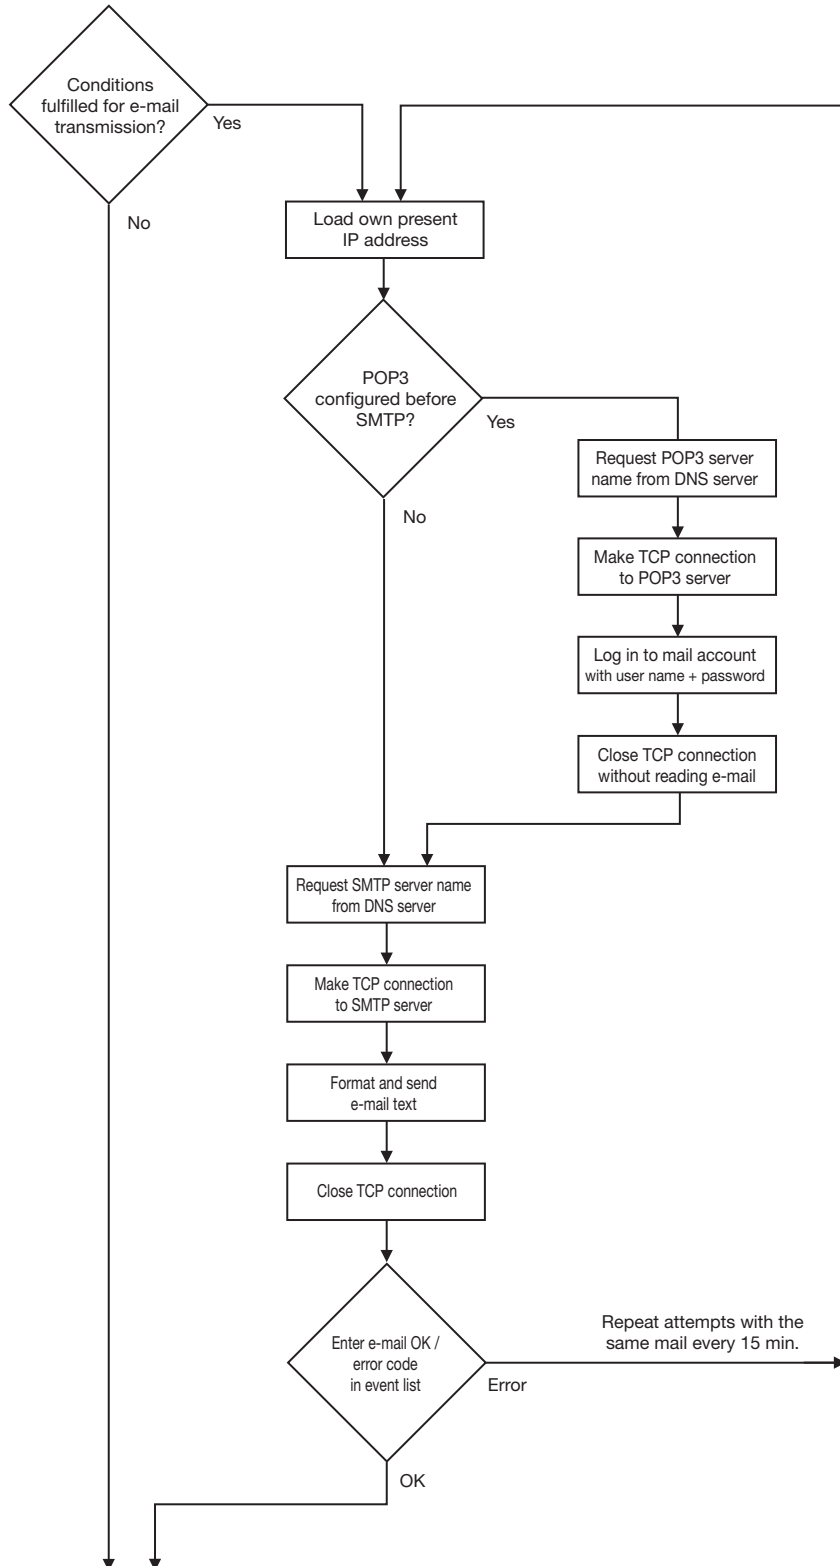 Conditions
fulfilled for e-mail
transmission?
Yes
No
Load own present
IP address
POP3
configured before
SMTP?
Yes
No
Request POP3 server
name from DNS server
Make TCP connection
to POP3 server
Log in to mail account
with user name + password
Close TCP connection
without reading e-mail
Request SMTP server name
from DNS server
Make TCP connection
to SMTP server
Format and send
e-mail text
Close TCP connection
Enter e-mail OK /
error code
in event list
Repeat attempts with the
same mail every 15 min.
Error
OK